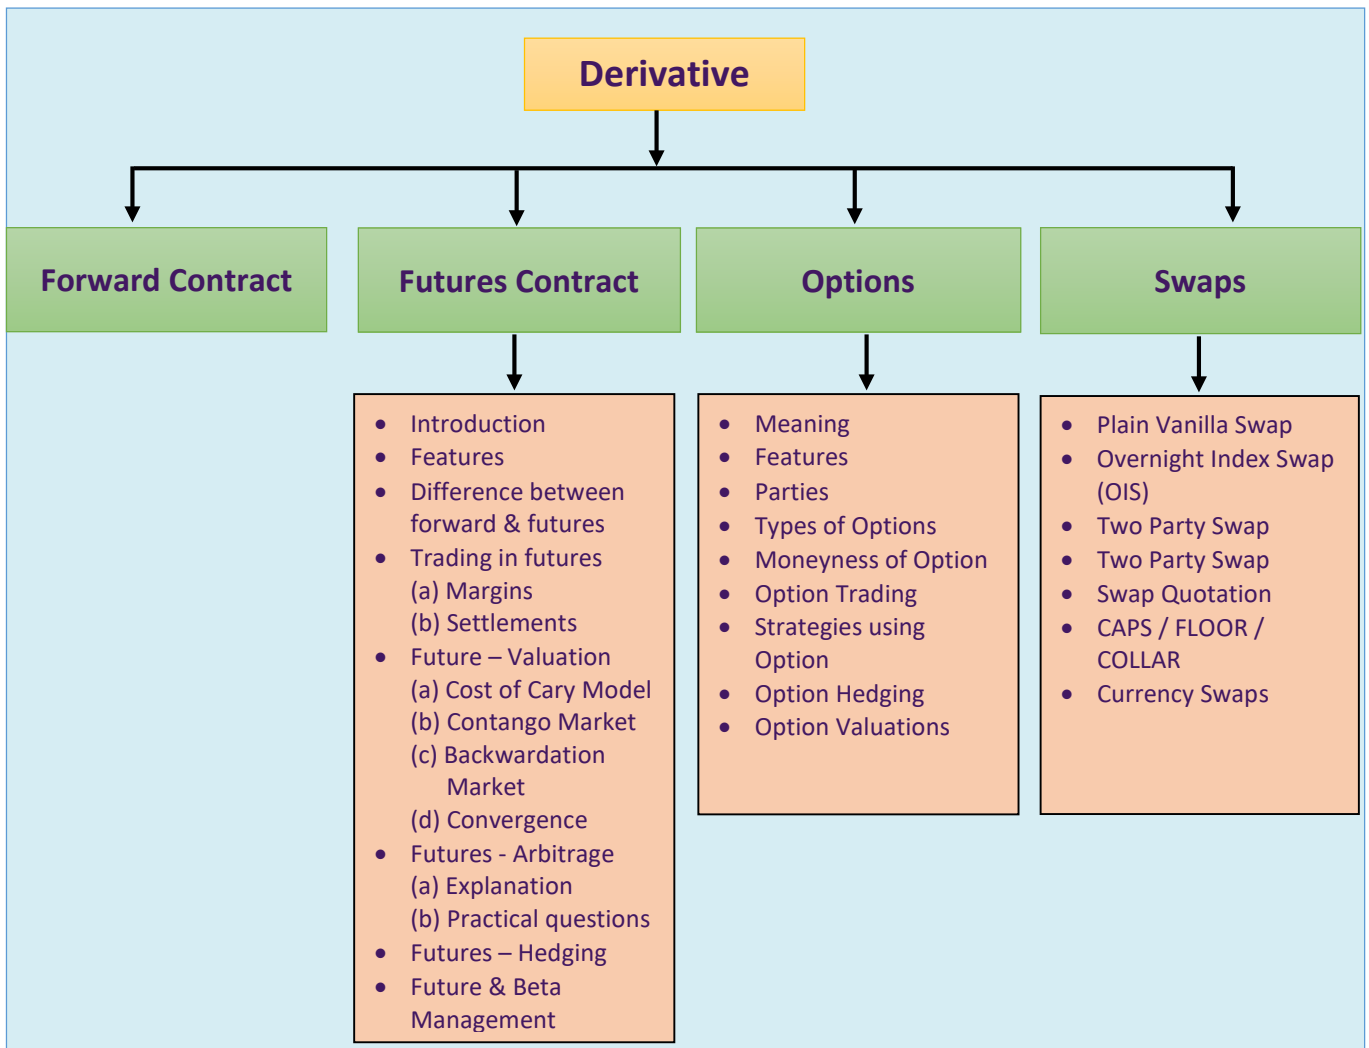 Derivative
Forward Contract
Futures Contract
Options
Swaps
• Introduction
• Features
• Difference between
forward & futures
• Trading in futures
(a) Margins
(b) Settlements
• Future – Valuation
(a) Cost of Cary Model
(b) Contango Market
(c) Backwardation
Market
(d) Convergence
• Futures - Arbitrage
(a) Explanation
(b) Practical questions
• Futures – Hedging
• Future & Beta
Management
• Meaning
• Features
• Parties
• Types of Options
• Moneyness of Option
• Option Trading
• Strategies using
Option
• Option Hedging
• Option Valuations
• Plain Vanilla Swap
• Overnight Index Swap
(OIS)
• Two Party Swap
• Two Party Swap
• Swap Quotation
• CAPS / FLOOR /
COLLAR
• Currency Swaps